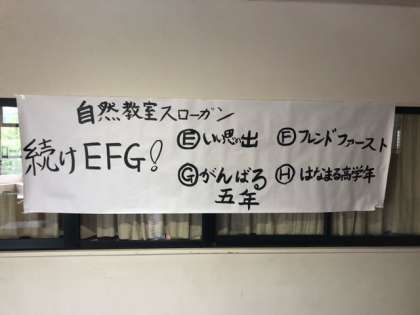 自然教室スローガン
続けEFG!
Ⓔいい思い出
Ⓕフレンドファースト
Ⓖがんばる五年
Ⓗはなまる高学年